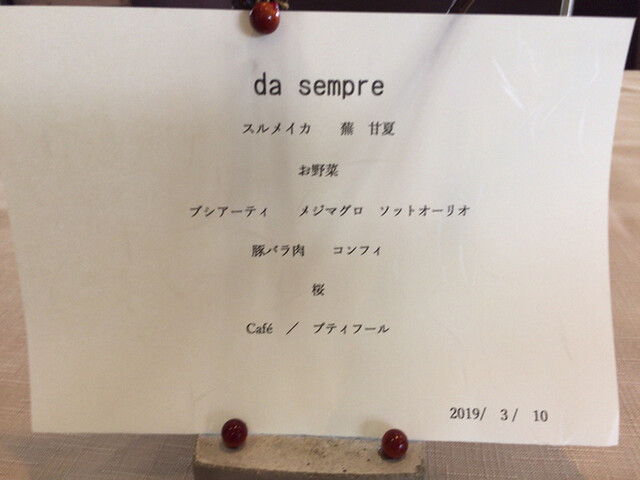 da sempre
スルメイカ　　蕪　甘夏
お野菜
ブシアーティ　　メジマグロ　ソットオーリオ
豚バラ肉　　コンフィ
桜
Café　／　プティフール
2019/　3 /　10